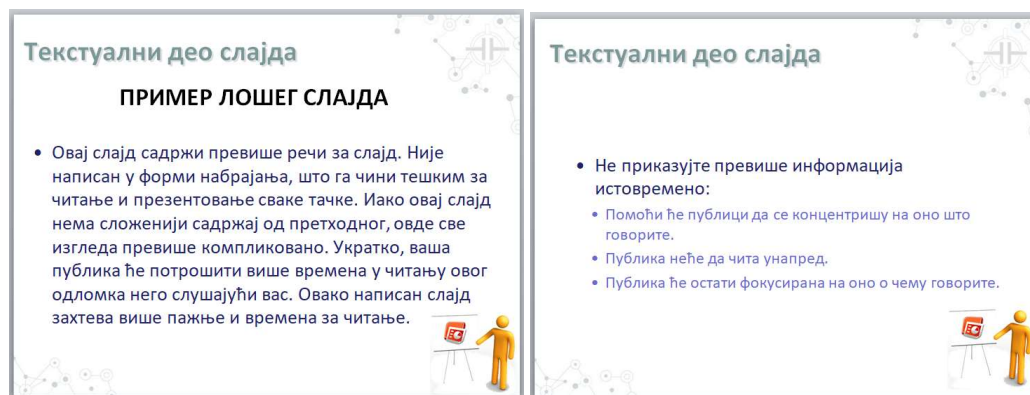 Текстуални део слајда
ПРИМЕР ЛОШЕГ СЛАЈДА
• Овај слајд садржи превише речи за слајд. Није
написан у форми набрајања, што га чини тешким за
читање и презентовање сваке тачке. Иако овај слајд
нема сложенији садржај од претходног, овде све
изгледа превише компликовано. Укратко, ваша
публика ће потрошити више времена у читању овог
одломка него слушајући вас. Овако написан слајд
захтева више пажње и времена за читање.
Текстуални део слајда
• Не приказујте превише информација
истовремено:
• Помоћи ће публици да се концентришу на оно што
говорите.
• Публика неће да чита унапред.
• Публика ће остати фокусирана на оно о чему говорите.